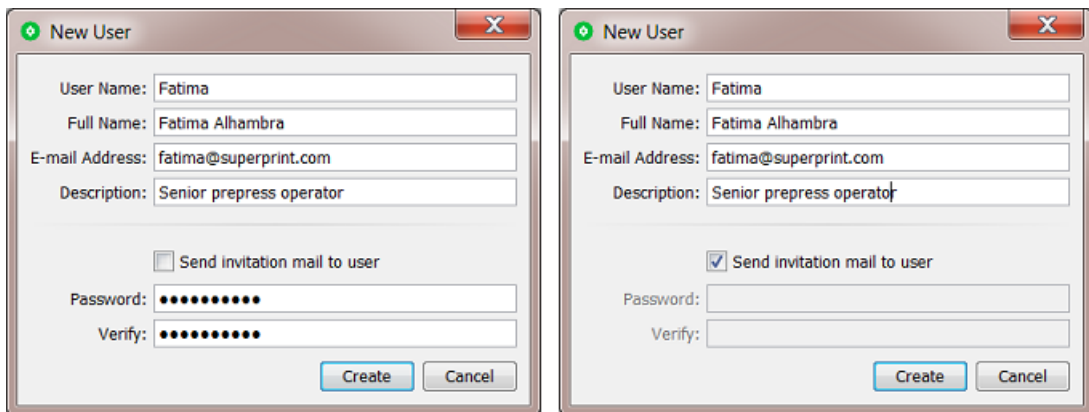 New User
User Name: Fatima
Full Name: Fatima Alhambra
E-mail Address: fatima@superprint.com
Description: Senior prepress operator
Send invitation mail to user
Password: ●●●●●●●●●●
Verify: ●●●●●●●●●●
Create Cancel
New User
User Name: Fatima
Full Name: Fatima Alhambra
E-mail Address: fatima@superprint.com
Description: Senior prepress operator
Send invitation mail to user
Password:
Verify:
Create Cancel